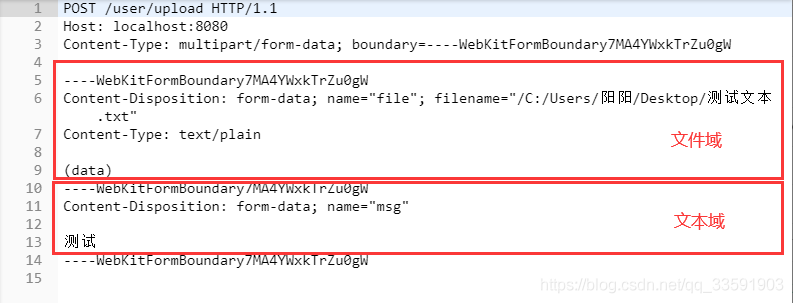 1 POST /user/upload HTTP/1.1
2 Host: localhost:8080
3 Content-Type: multipart/form-data; boundary=----WebKitFormBoundary7MA4YWxkTrZu0gW
4
5 ----WebKitFormBoundary7MA4YWxkTrZu0gW
6 Content-Disposition: form-data; name="file"; filename="/C:/Users/阳阳/Desktop/测试文本
.txt"
7 Content-Type: text/plain
文件域
8
9 (data)
10 ----WebKitFormBoundary7MA4YWxkTrZu0gW
11 Content-Disposition: form-data; name="msg"
文本域
12
13 测试
14 ----WebKitFormBoundary7MA4YWxkTrZu0gW
15
https://blog.csdn.net/qq_33591903